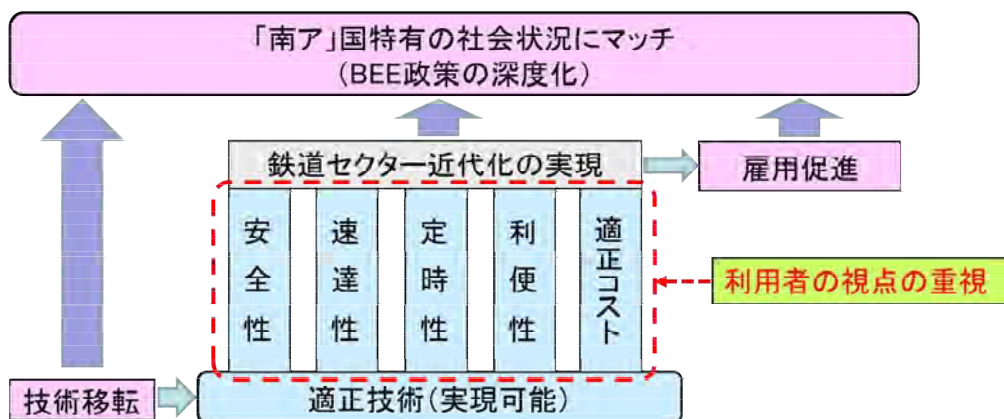 「南ア」国特有の社会状況にマッチ
(BEE政策の深度化)
鉄道セクター近代化の実現
雇用促進
安全性
速達性
定時性
利便性
適正コスト
利用者の視点の重視
技術移転
適正技術(実現可能)